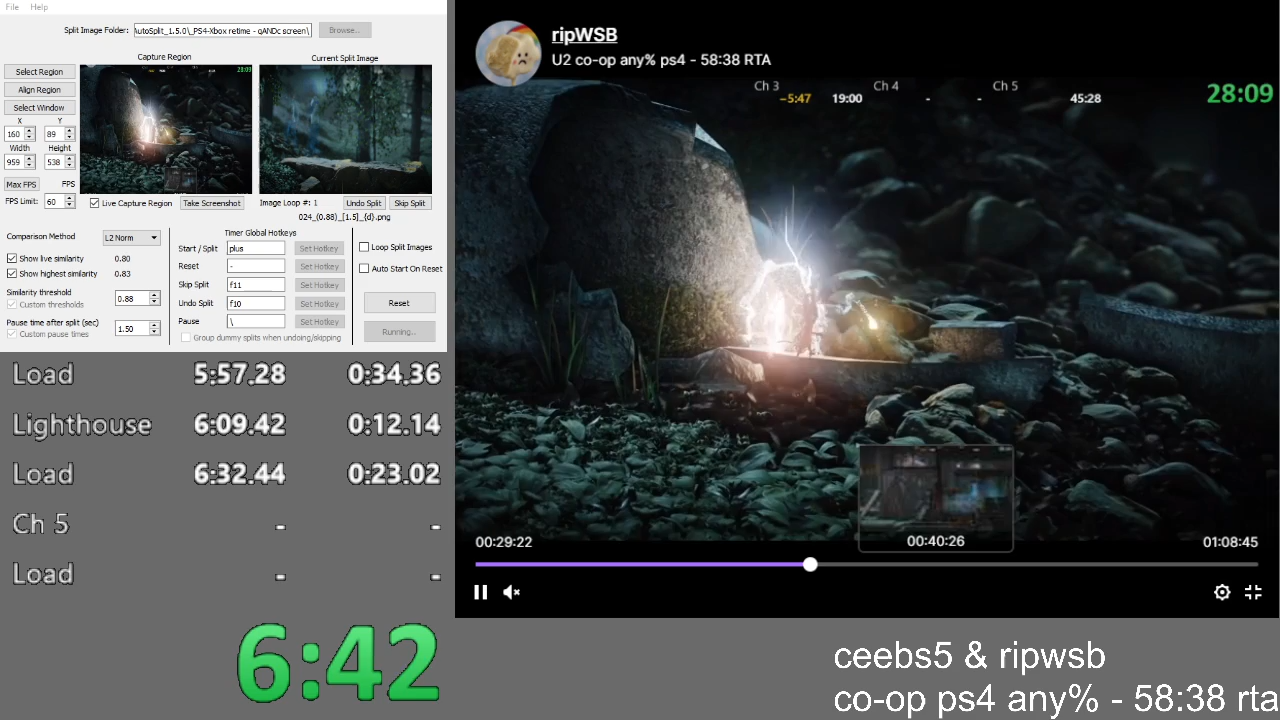 File Help
Split Image Folder: \utoSplit_1.5.0\_PS4-Xbox retime - qANDc screen\ Browse...
Capture Region Current Split Image
Select Region
Align Region
Select Window
X Y
160 89
Width Height
959 538
Max FPS FPS
FPS Limit: 60
Live Capture Region Take Screenshot Image Loop #: 1 Undo Split Skip Split
024_(0.88)_[1.5]_{d}.png
Comparison Method L2 Norm
Show live similarity 0.80
Show highest similarity 0.83
Similarity threshold 0.88
Custom thresholds
Pause time after split (sec) 1.50
Custom pause times
Timer Global Hotkeys
Start / Split plus Set Hotkey
Reset - Set Hotkey
Skip Split f11 Set Hotkey
Undo Split f10 Set Hotkey
Pause \ Set Hotkey
Group dummy splits when undoing/skipping
Loop Split Images
Auto Start On Reset
Reset
Running...
Load 5:57.28 0:34.36
Lighthouse 6:09.42 0:12.14
Load 6:32.44 0:23.02
Ch 5 - -
Load - -
6:42
ripWSB
U2 co-op any% ps4 - 58:38 RTA
Ch 3 Ch 4 Ch 5
−5:47 19:00 - - 45:28
28:09
00:40:26
00:29:22 01:08:45
ceebs5 & ripwsb
co-op ps4 any% - 58:38 rta